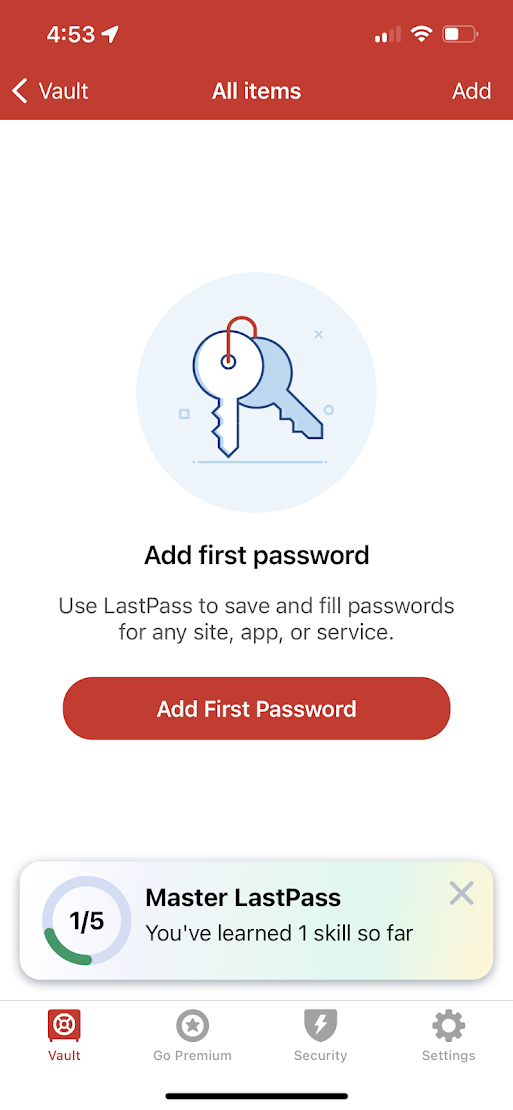 4:53
Vault
All items
Add
Add first password
Use LastPass to save and fill passwords
for any site, app, or service.
Add First Password
1/5
Master LastPass
You've learned 1 skill so far
Vault
Go Premium
Security
Settings